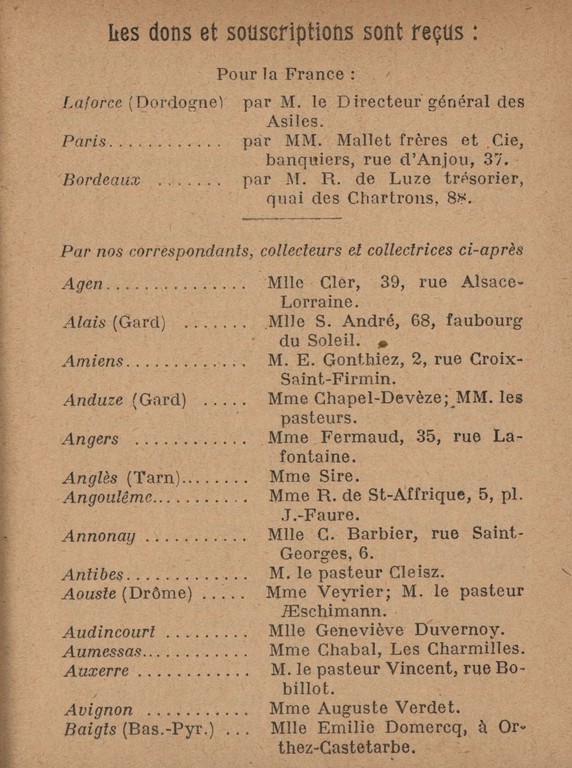 Les dons et souscriptions sont reçus :
Pour la France :
Laforce (Dordogne) par M. le Directeur général des
Asiles.
Paris............ par MM. Mallet frères et Cie,
banquiers, rue d'Anjou, 37.
Bordeaux ....... par M. R. de Luze trésorier,
quai des Chartrons, 88.
Par nos correspondants, collecteurs et collectrices ci-après
Agen............... Mlle Cler, 39, rue Alsace-
Lorraine.
Alais (Gard) ....... Mlle S. André, 68, faubourg
du Soleil.
Amiens............. M. E. Gonthiez, 2, rue Croix-
Saint-Firmin.
Anduze (Gard) ..... Mme Chapel-Devèze; MM. les
pasteurs.
Angers ............ Mme Fermaud, 35, rue La-
fontaine.
Anglès (Tarn)........ Mme Sire.
Angoulême........... Mme R. de St-Affrique, 5, pl.
J.-Faure.
Annonay ........... Mlle C. Barbier, rue Saint-
Georges, 6.
Antibes............. M. le pasteur Cleisz.
Aouste (Drôme) ..... Mme Veyrier; M. le pasteur
Æschimann.
Audincourt ......... Mlle Geneviève Duvernoy.
Aumessas............ Mme Chabal, Les Charmilles.
Auxerre ............ M. le pasteur Vincent, rue Bo-
billot.
Avignon ........... Mme Auguste Verdet.
Baigts (Bas.-Pyr.) ... Mlle Emilie Domercq, à Or-
thez-Castetarbe.